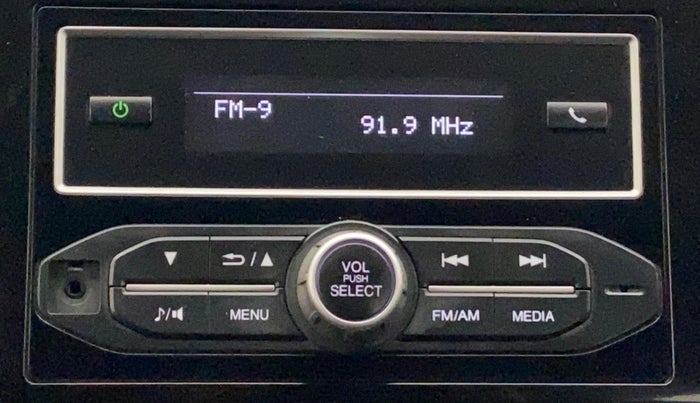 FM-9
91.9 MHz
VOL
PUSH
SELECT
MENU
FM/AM
MEDIA